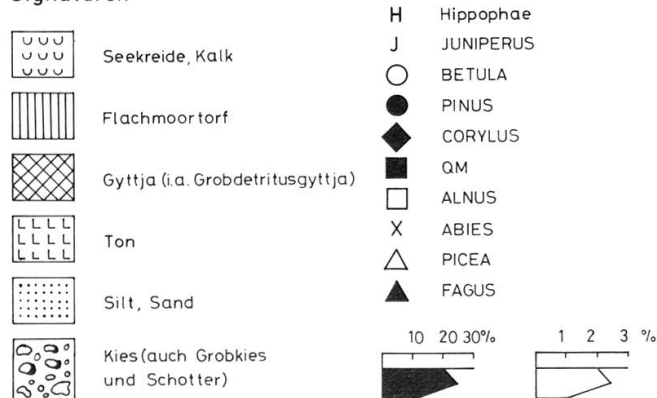 Signaturen
Seekreide, Kalk
Flachmoortorf
Gyttja (i.a. Grobdetritusgyttja)
Ton
Silt, Sand
Kies (auch Grobkies
und Schotter)
H Hippophae
J JUNIPERUS
BETULA
PINUS
CORYLUS
QM
ALNUS
X ABIES
PICEA
FAGUS
10 20 30%
1 2 3 %